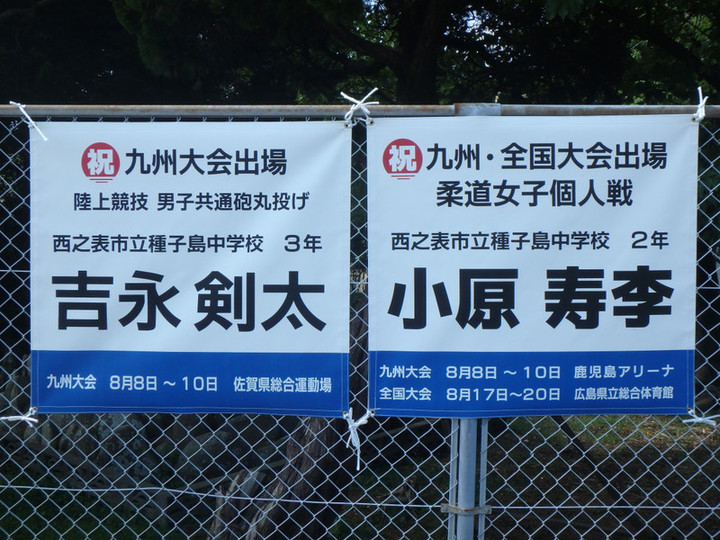 祝 九州大会出場
陸上競技 男子共通砲丸投げ
西之表市立種子島中学校 3年
吉永 剣太
九州大会 8月8日～10日 佐賀県総合運動場
祝 九州・全国大会出場
柔道女子個人戦
西之表市立種子島中学校 2年
小原 寿李
九州大会 8月8日～10日 鹿児島アリーナ
全国大会 8月17日～20日 広島県立総合体育館